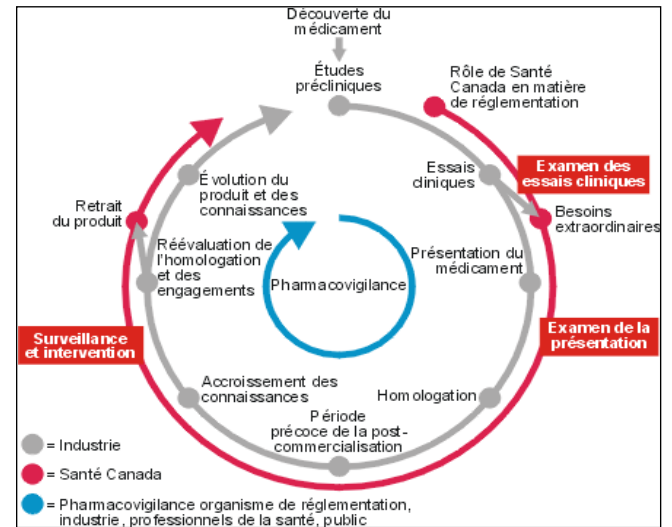 Découverte du
médicament
Études
précliniques
Rôle de Santé
Canada en matière
de réglementation
Essais
cliniques
Examen des
essais cliniques
Besoins
extraordinaires
Présentation du
médicament
Examen de la
présentation
Homologation
Période
précoce de la post-
commercialisation
Accroissement des
connaissances
Surveillance
et intervention
Réévaluation de
l'homologation
et des
engagements
Retrait
du produit
Évolution du
produit et des
connaissances
Pharmacovigilance
= Industrie
= Santé Canada
= Pharmacovigilance organisme de réglementation,
industrie, professionnels de la santé, public